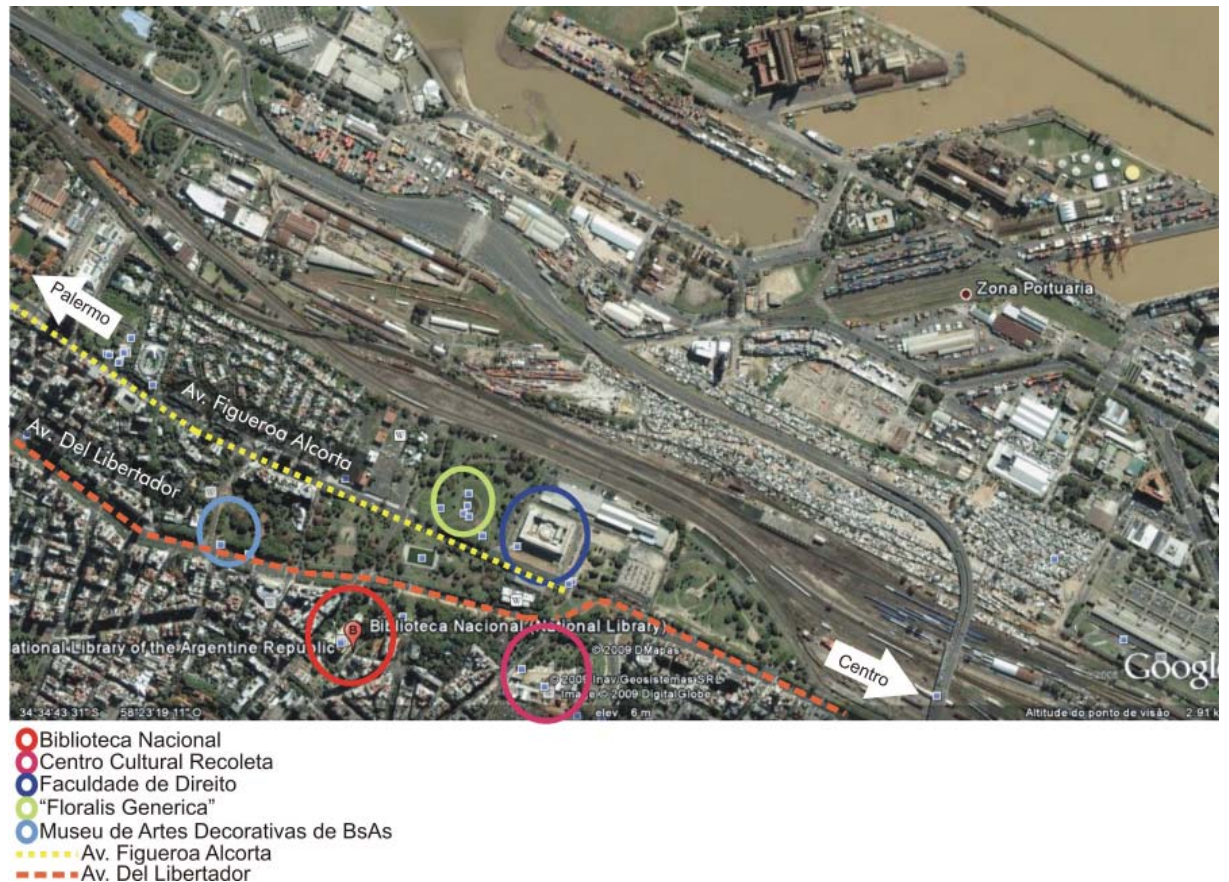 Palermo
Zona Portuaria
Av. Figueroa Alcorta
Av. Del Libertador
W
W
W
W
B
Biblioteca Nacional (National Library)
ational Library of the Argentine Republic
© 2009 DMapas
Centro
© 2009 Inav/Geosistemas SRL
Image © 2009 DigitalGlobe
Google
34°34'43.31" S
58°23'19.11" O
elev. 6 m
Altitude do ponto de visão 2.91 k
Biblioteca Nacional
Centro Cultural Recoleta
Faculdade de Direito
"Floralis Generica"
Museu de Artes Decorativas de BsAs
Av. Figueroa Alcorta
Av. Del Libertador